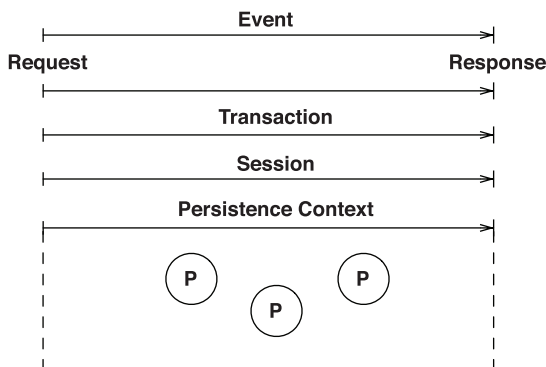 Event
Request Response
Transaction
Session
Persistence Context
P P
P